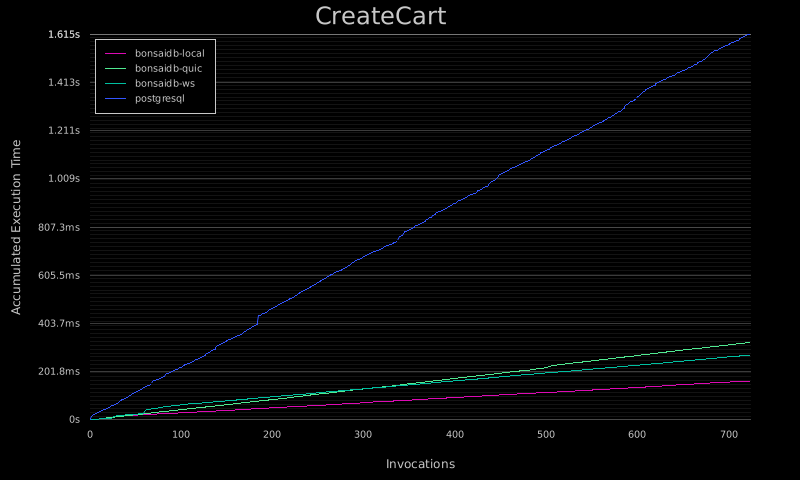 CreateCart
1.615s
bonsaidb-local
bonsaidb-quic
bonsaidb-ws
postgresql
1.413s
1.211s
1.009s
807.3ms
605.5ms
403.7ms
201.8ms
0s
Accumulated Execution Time
0 100 200 300 400 500 600 700
Invocations